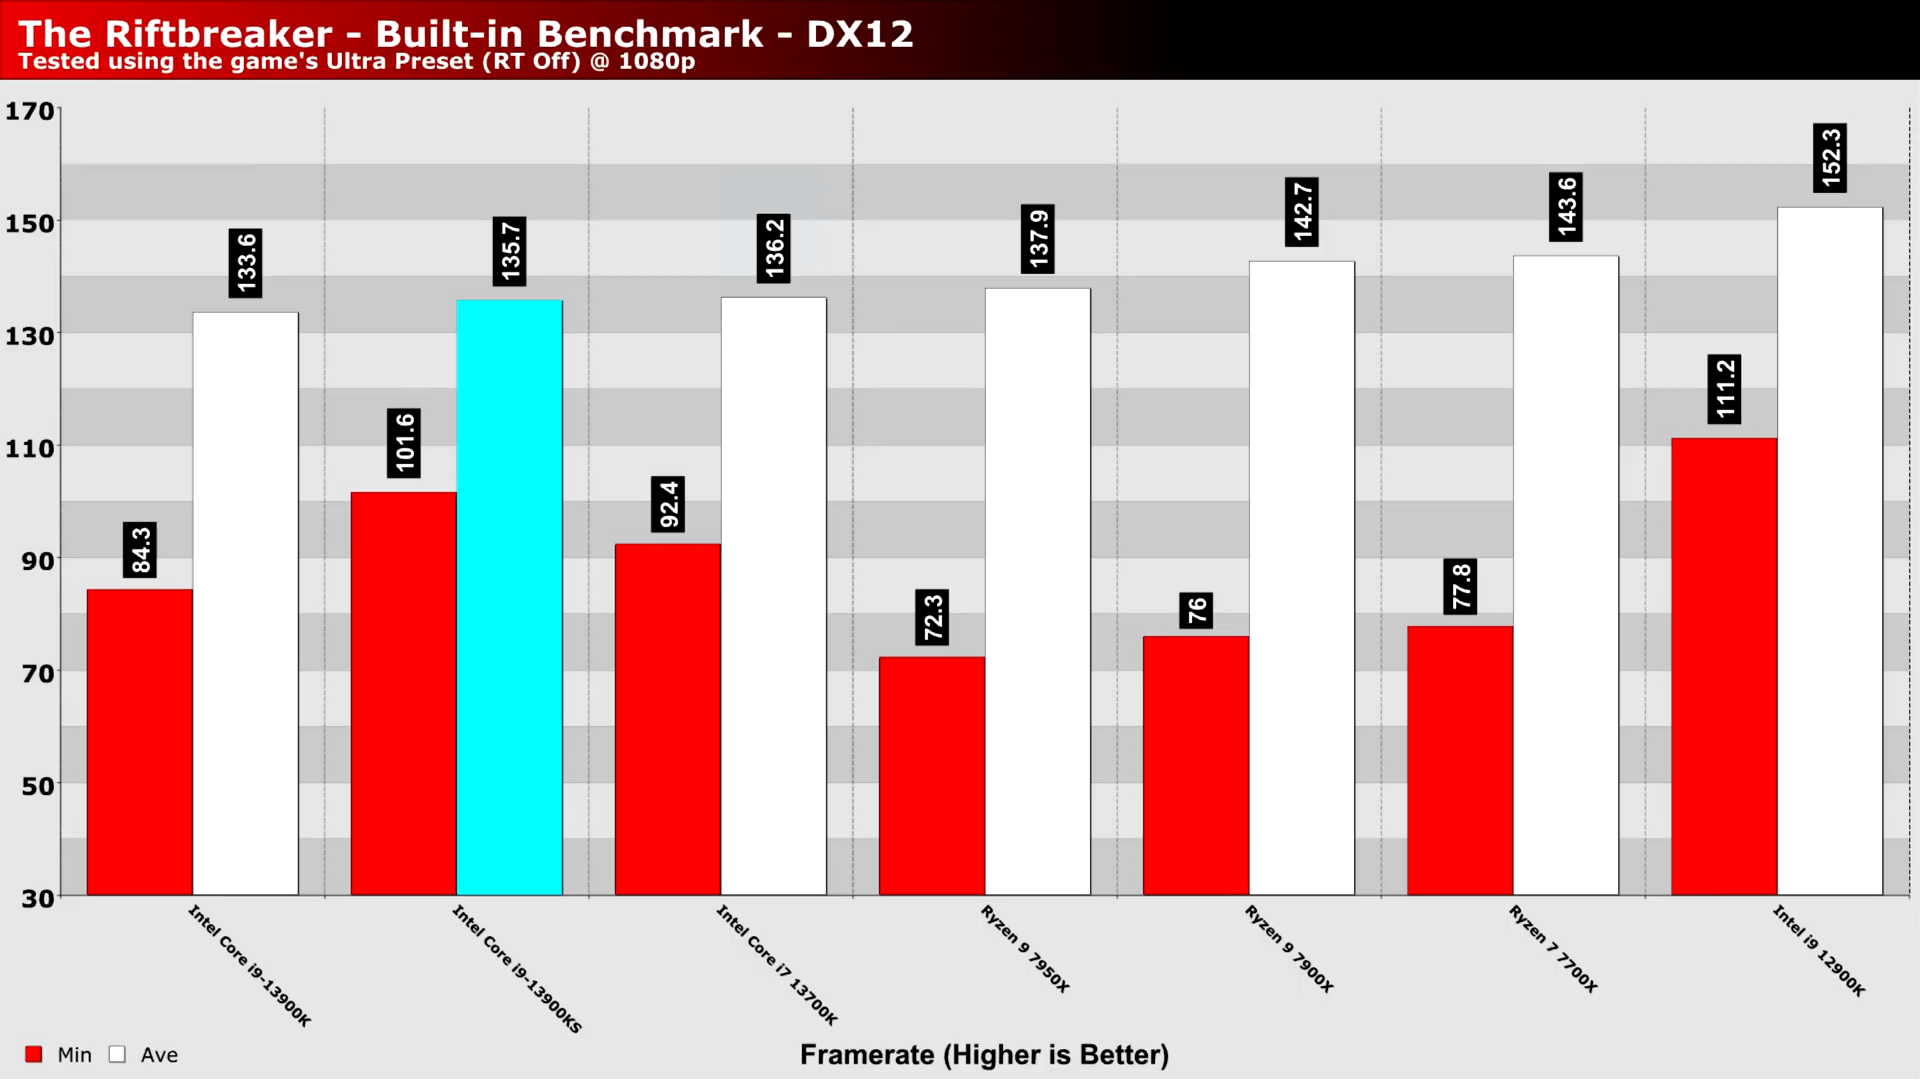 The Riftbreaker - Built-in Benchmark - DX12
Tested using the game's Ultra Preset (RT Off) @ 1080p
170
150
130
110
90
70
50
30
84.3
133.6
101.6
135.7
92.4
136.2
72.3
137.9
76
142.7
77.8
143.6
111.2
152.3
Intel Core i9-13900K
Intel Core i9-13900KS
Intel Core i7 13700K
Ryzen 9 7950X
Ryzen 9 7900X
Ryzen 7 7700X
Intel i9 12900K
Min
Ave
Framerate (Higher is Better)